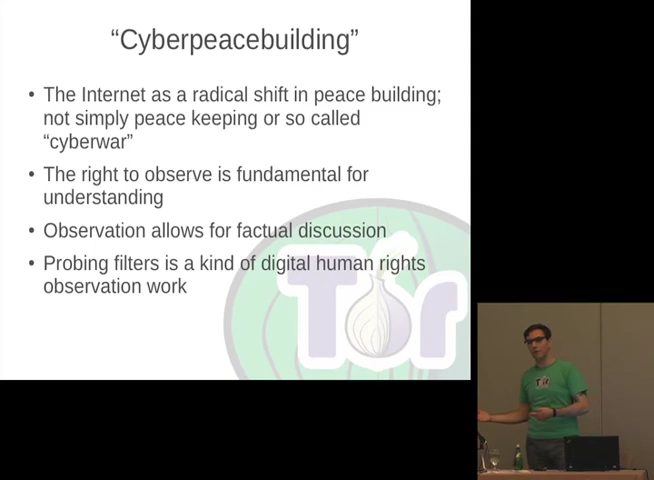 “Cyberpeacebuilding”
• The Internet as a radical shift in peace building;
not simply peace keeping or so called
“cyberwar”
• The right to observe is fundamental for
understanding
• Observation allows for factual discussion
• Probing filters is a kind of digital human rights
observation work
Tor
Tor